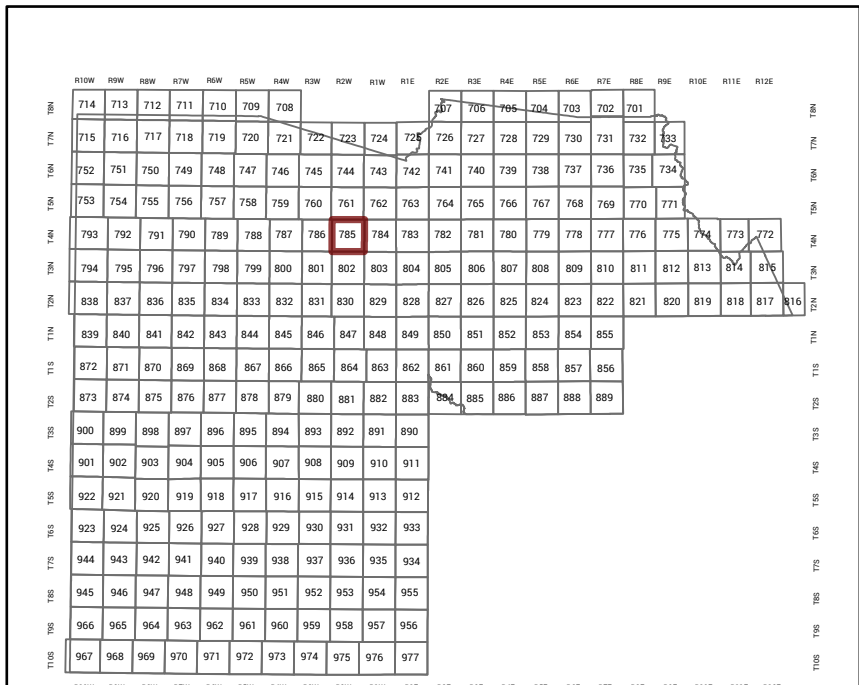 R10W R9W R8W R7W R6W R5W R4W R3W R2W R1W R1E R2E R3E R4E R5E R6E R7E R8E R9E R10E R11E R12E
T8N 714 713 712 711 710 709 708 707 706 705 704 703 702 701 T8N
T7N 715 716 717 718 719 720 721 722 723 724 725 726 727 728 729 730 731 732 733 T7N
T6N 752 751 750 749 748 747 746 745 744 743 742 741 740 739 738 737 736 735 734 T6N
T5N 753 754 755 756 757 758 759 760 761 762 763 764 765 766 767 768 769 770 771 T5N
T4N 793 792 791 790 789 788 787 786 785 784 783 782 781 780 779 778 777 776 775 774 773 772 T4N
T3N 794 795 796 797 798 799 800 801 802 803 804 805 806 807 808 809 810 811 812 813 814 815 T3N
T2N 838 837 836 835 834 833 832 831 830 829 828 827 826 825 824 823 822 821 820 819 818 817 816 T2N
T1N 839 840 841 842 843 844 845 846 847 848 849 850 851 852 853 854 855 T1N
T1S 872 871 870 869 868 867 866 865 864 863 862 861 860 859 858 857 856 T1S
T2S 873 874 875 876 877 878 879 880 881 882 883 884 885 886 887 888 889 T2S
T3S 900 899 898 897 896 895 894 893 892 891 890 T3S
T4S 901 902 903 904 905 906 907 908 909 910 911 T4S
T5S 922 921 920 919 918 917 916 915 914 913 912 T5S
T6S 923 924 925 926 927 928 929 930 931 932 933 T6S
T7S 944 943 942 941 940 939 938 937 936 935 934 T7S
T8S 945 946 947 948 949 950 951 952 953 954 955 T8S
T9S 966 965 964 963 962 961 960 959 958 957 956 T9S
T10S 967 968 969 970 971 972 973 974 975 976 977 T10S